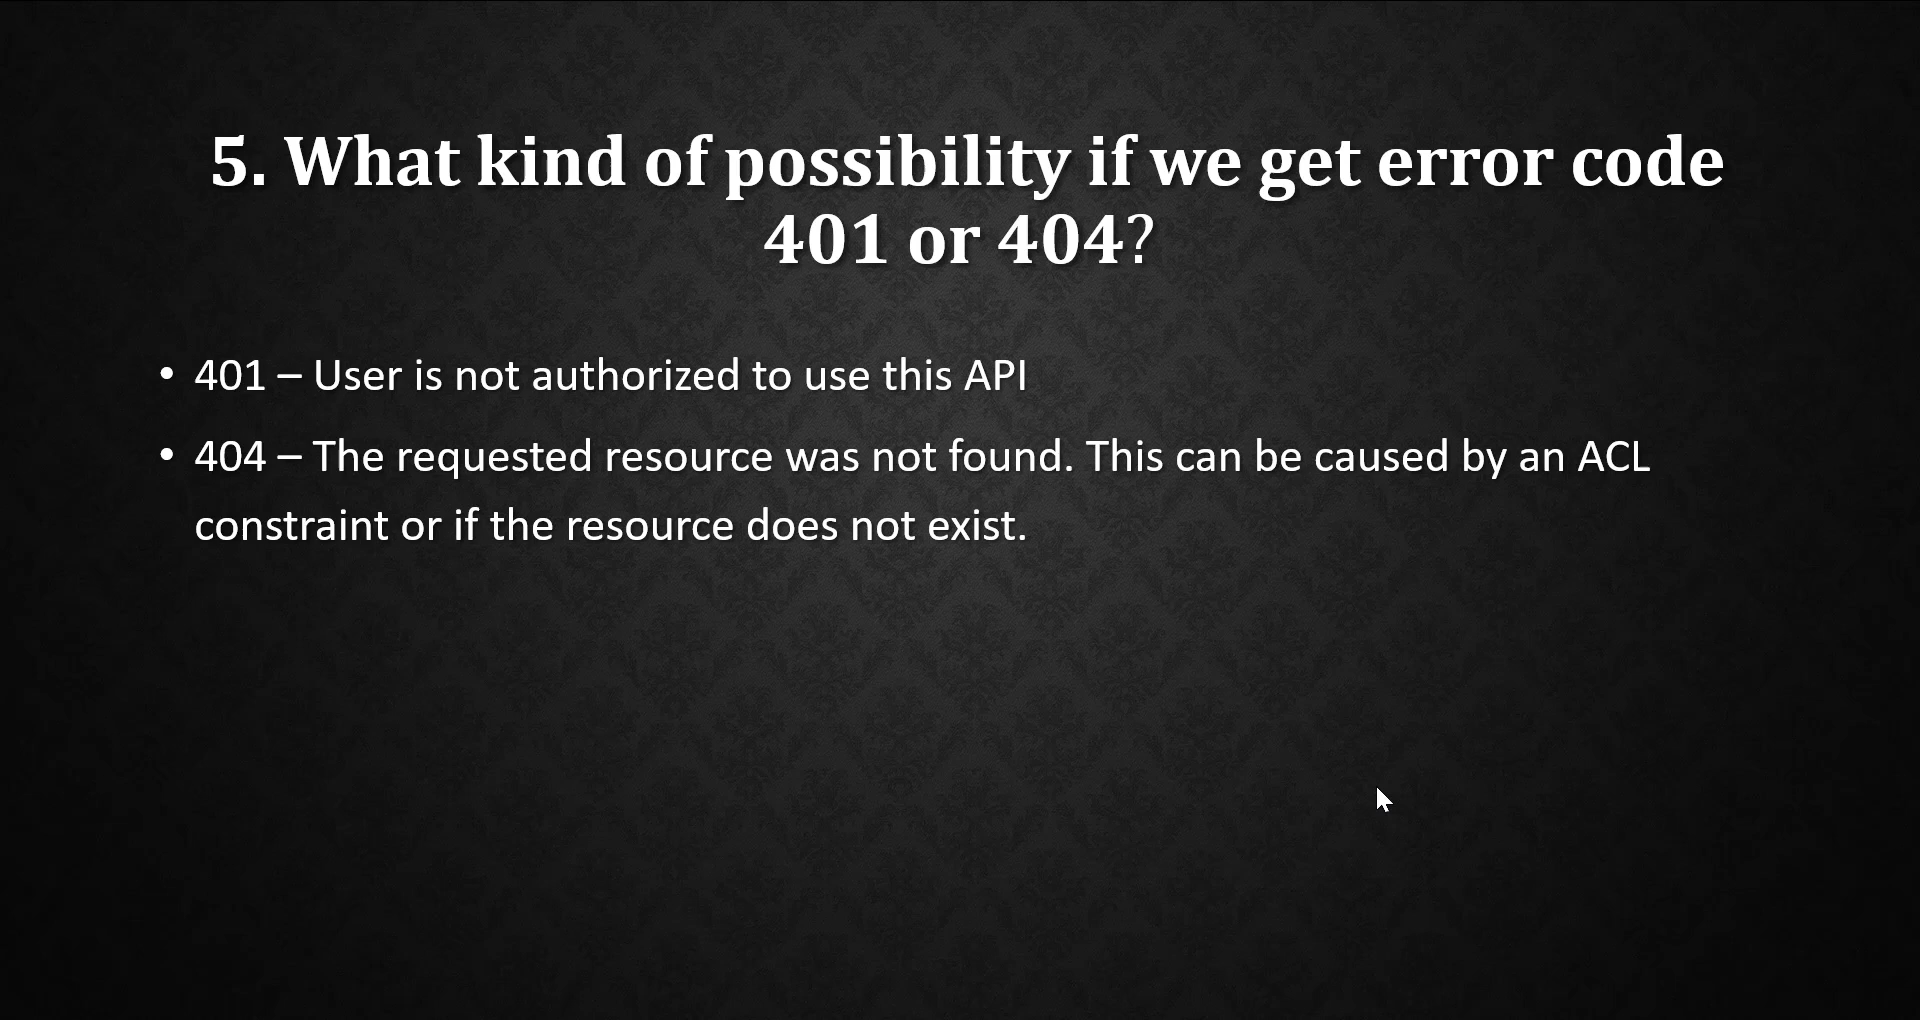 5. What kind of possibility if we get error code
401 or 404?
• 401 – User is not authorized to use this API
• 404 – The requested resource was not found. This can be caused by an ACL
constraint or if the resource does not exist.